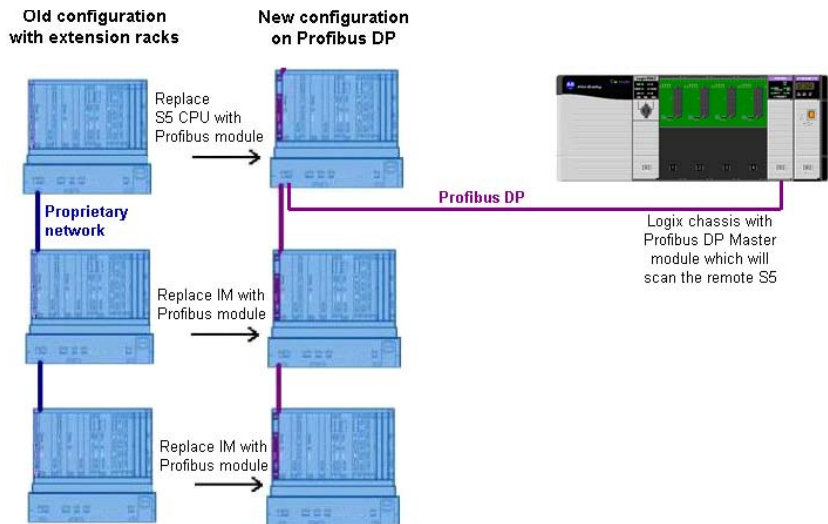 Old configuration
with extension racks
New configuration
on Profibus DP
Replace
S5 CPU with
Profibus module
Proprietary
network
Profibus DP
Logix chassis with
Profibus DP Master
module which will
scan the remote S5
Replace IM with
Profibus module
Replace IM with
Profibus module